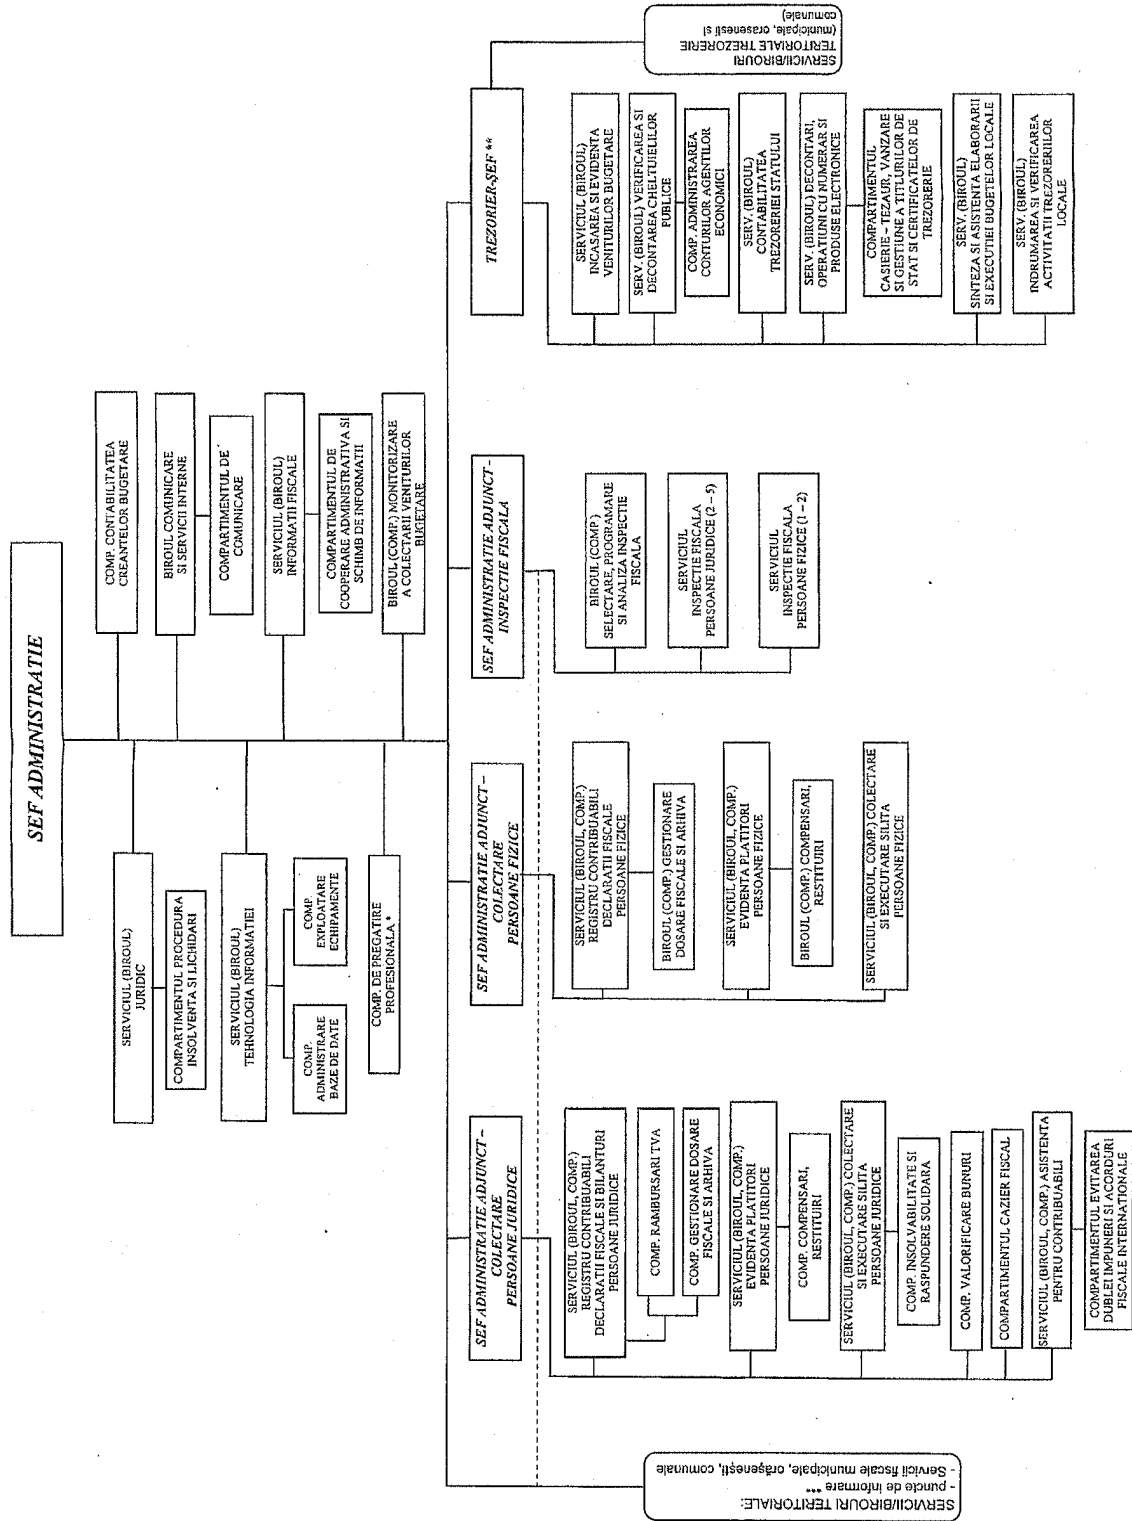 SEF ADMINISTRATIE
SERVICIUL (BIROUL)
JURIDIC
COMPARTIMENTUL PROCEDURA
INSOLVENTA SI LICHIDARI
SERVICIUL (BIROUL)
TEHNOLOGIA INFORMATIEI
COMP.
ADMINISTRARE
BAZE DE DATE
COMP.
EXPLOATARE
ECHIPAMENTE
COMP. DE PREGATIRE
PROFESIONALA *
COMP. CONTABILITATEA
CREANTELOR BUGETARE
BIROUL COMUNICARE
SI SERVICII INTERNE
COMPARTIMENTUL DE
COMUNICARE
SERVICIUL (BIROUL)
INFORMATII FISCALE
COMPARTIMENTUL DE
COOPERARE ADMINISTRATIVA SI
SCHIMB DE INFORMATII
BIROUL (COMP.) MONITORIZARE
A COLECTARII VENITURILOR
BUGETARE
SERVICII/BIROURI TERITORIALE:
- puncte de informare ***
- Servicii fiscale municipale, orăşeneşti, comunale
SEF ADMINISTRATIE ADJUNCT –
COLECTARE
PERSOANE JURIDICE
SERVICIUL (BIROUL, COMP.)
REGISTRU CONTRIBUABILI
DECLARATII FISCALE SI BILANTURI
PERSOANE JURIDICE
COMP. RAMBURSARI TVA
COMP. GESTIONARE DOSARE
FISCALE SI ARHIVA
SERVICIUL (BIROUL, COMP.)
EVIDENTA PLATITORI
PERSOANE JURIDICE
COMP. COMPENSARI,
RESTITUIRI
SERVICIUL (BIROUL, COMP.) COLECTARE
SI EXECUTARE SILITA
PERSOANE JURIDICE
COMP. INSOLVABILITATE SI
RASPUNDERE SOLIDARA
COMP. VALORIFICARE BUNURI
COMPARTIMENTUL CAZIER FISCAL
SERVICIUL (BIROUL, COMP.) ASISTENTA
PENTRU CONTRIBUABILI
COMPARTIMENTUL EVITAREA
DUBLEI IMPUNERI SI ACORDURI
FISCALE INTERNATIONALE
SEF ADMINISTRATIE ADJUNCT –
COLECTARE
PERSOANE FIZICE
SERVICIUL (BIROUL, COMP.)
REGISTRU CONTRIBUABILI
DECLARATII FISCALE
PERSOANE FIZICE
BIROUL (COMP.) GESTIONARE
DOSARE FISCALE SI ARHIVA
SERVICIUL (BIROUL, COMP.)
EVIDENTA PLATITORI
PERSOANE FIZICE
BIROUL (COMP.) COMPENSARI,
RESTITUIRI
SERVICIUL (BIROUL, COMP.) COLECTARE
SI EXECUTARE SILITA
PERSOANE FIZICE
SEF ADMINISTRATIE ADJUNCT –
INSPECTIE FISCALA
BIROUL (COMP.)
SELECTARE, PROGRAMARE
SI ANALIZA INSPECTIE
FISCALA
SERVICIUL
INSPECTIE FISCALA
PERSOANE JURIDICE (2 – 5)
SERVICIUL
INSPECTIE FISCALA
PERSOANE FIZICE (1 – 2)
TREZORIER-ŞEF **
SERVICIUL (BIROUL)
INCASAREA SI EVIDENTA
VENITURILOR BUGETARE
SERV. (BIROUL) VERIFICAREA SI
DECONTAREA CHELTUIELILOR
PUBLICE
COMP. ADMINISTRAREA
CONTURILOR AGENTILOR
ECONOMICI
SERV. (BIROUL)
CONTABILITATEA
TREZORERIEI STATULUI
SERV. (BIROUL) DECONTARI,
OPERATIUNI CU NUMERAR SI
PRODUSE ELECTRONICE
COMPARTIMENTUL
CASIERIE – TEZAUR, VANZARE
SI GESTIUNE A TITLURILOR DE
STAT SI CERTIFICATELOR DE
TREZORERIE
SERV. (BIROUL)
SINTEZA SI ASISTENTA ELABORARII
SI EXECUTIEI BUGETELOR LOCALE
SERV. (BIROUL)
INDRUMAREA SI VERIFICAREA
ACTIVITATII TREZORERIILOR
LOCALE
SERVICII/BIROURI
TERITORIALE TREZORERIE
(municipale, orasenesti si
comunale)